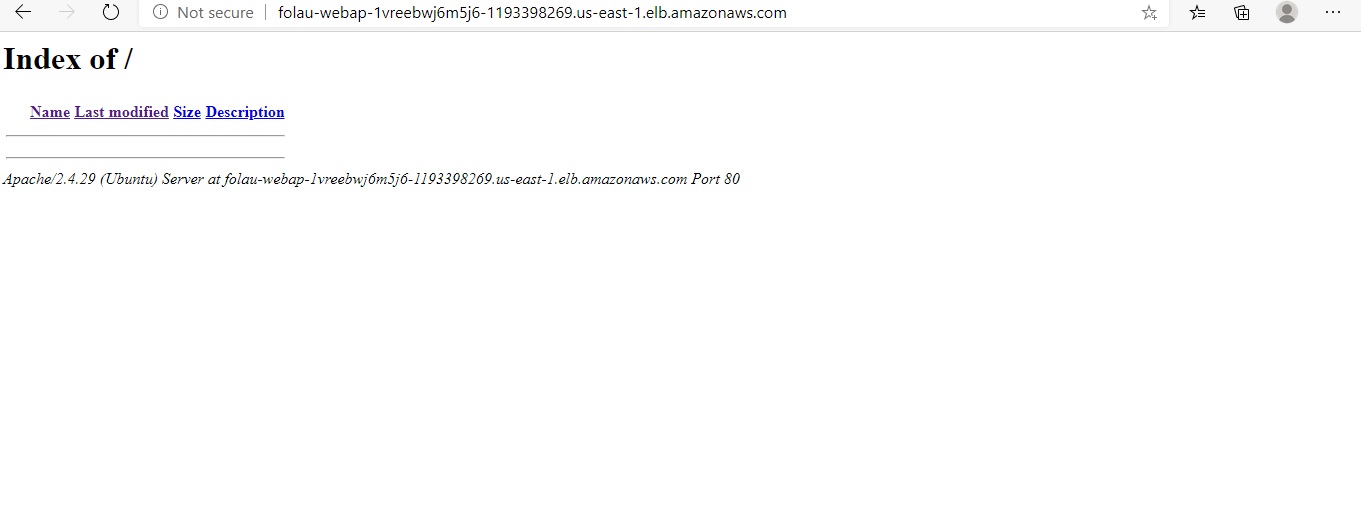 Not secure folau-webap-1vreebwj6m5j6-1193398269.us-east-1.elb.amazonaws.com
Index of /
Name Last modified Size Description
Apache/2.4.29 (Ubuntu) Server at folau-webap-1vreebwj6m5j6-1193398269.us-east-1.elb.amazonaws.com Port 80